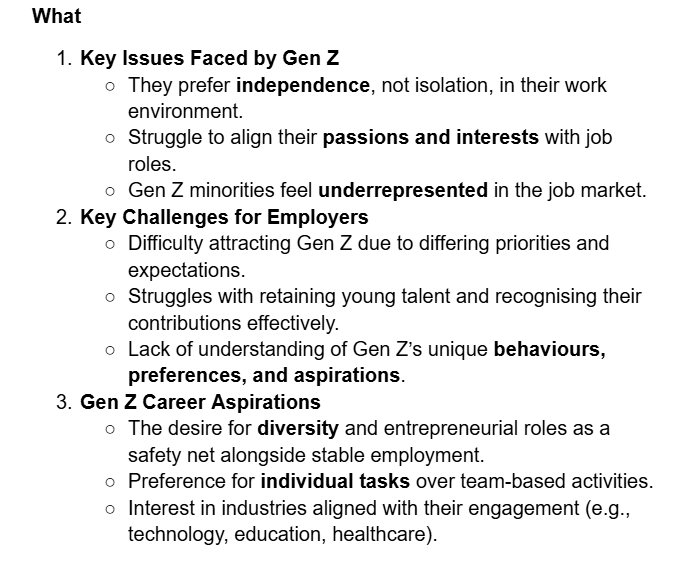 What
1. Key Issues Faced by Gen Z
○ They prefer independence, not isolation, in their work
environment.
○ Struggle to align their passions and interests with job
roles.
○ Gen Z minorities feel underrepresented in the job market.
2. Key Challenges for Employers
○ Difficulty attracting Gen Z due to differing priorities and
expectations.
○ Struggles with retaining young talent and recognising their
contributions effectively.
○ Lack of understanding of Gen Z’s unique behaviours,
preferences, and aspirations.
3. Gen Z Career Aspirations
○ The desire for diversity and entrepreneurial roles as a
safety net alongside stable employment.
○ Preference for individual tasks over team-based activities.
○ Interest in industries aligned with their engagement (e.g.,
technology, education, healthcare).